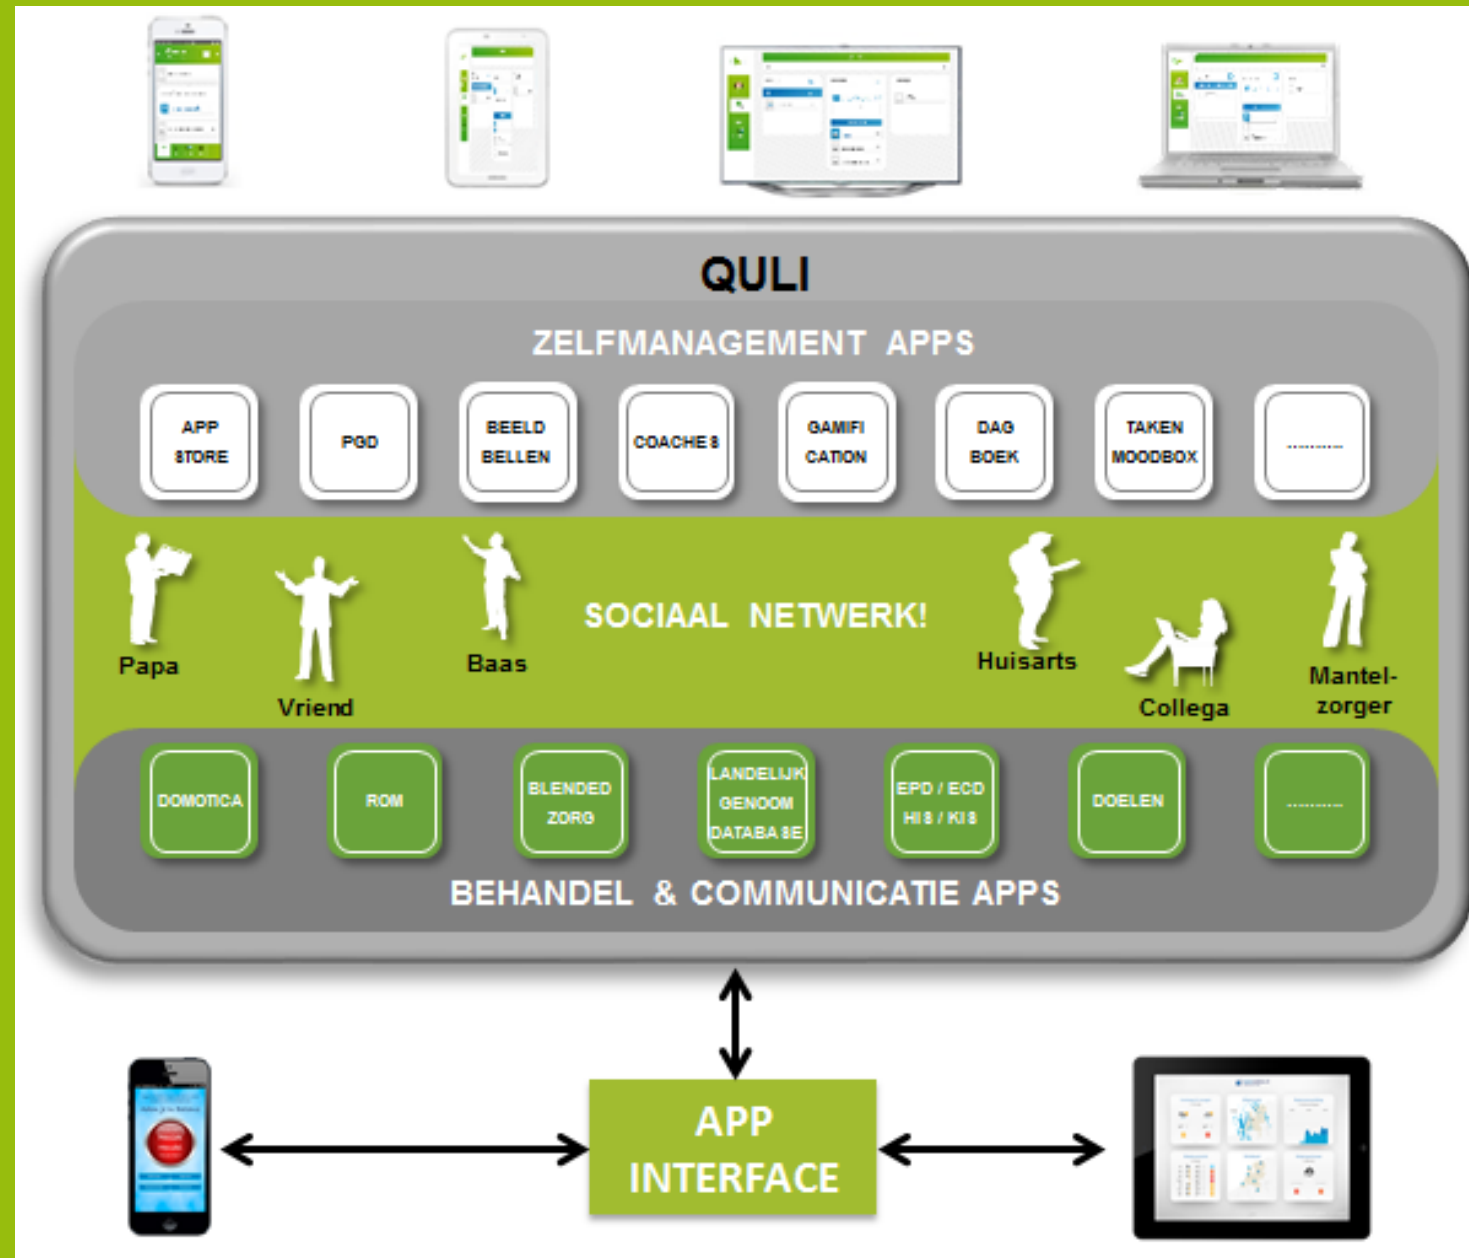 QULI
ZELFMANAGEMENT APPS
APP
STORE
PGD
BEELD
BELLEN
COACHES
GAMIFI
CATION
DAG
BOEK
TAKEN
MOODBOX
............
SOCIAAL NETWERK!
Papa
Vriend
Baas
Huisarts
Collega
Mantel-
zorger
DOMOTICA
ROM
BLENDED
ZORG
LANDELIJK
GENOOM
DATABASE
EPD / ECD
HIS / KIS
DOELEN
............
BEHANDEL & COMMUNICATIE APPS
APP
INTERFACE